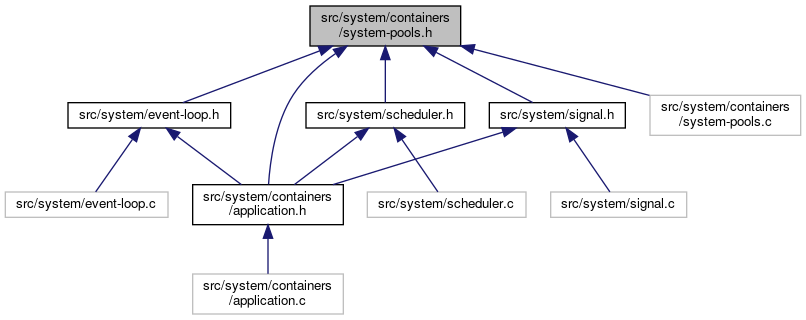 src/system/containers
/system-pools.h
src/system/event-loop.h
src/system/scheduler.h
src/system/signal.h
src/system/containers
/system-pools.c
src/system/event-loop.c
src/system/containers
/application.h
src/system/scheduler.c
src/system/signal.c
src/system/containers
/application.c